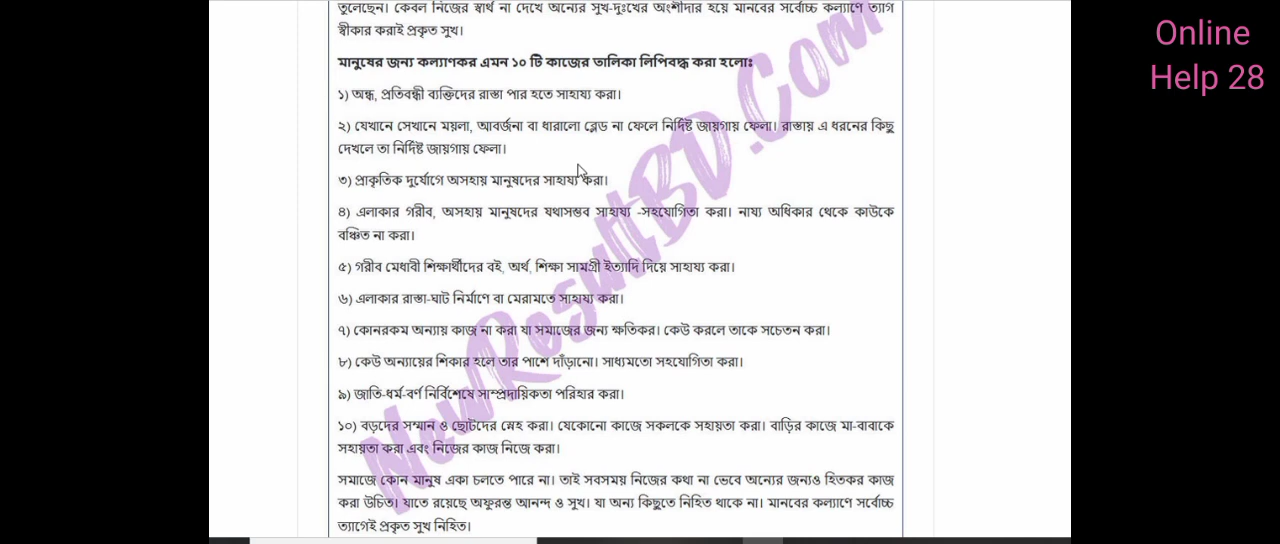 তুলেছেন। কেবল নিজের স্বার্থ না দেখে অন্যের সুখ-দুঃখের অংশীদার হয়ে মানবের সর্বোচ্চ কল্যাণে ত্যাগ
স্বীকার করাই প্রকৃত সুখ।
মানুষের জন্য কল্যাণকর এমন ১০ টি কাজের তালিকা লিপিবদ্ধ করা হলোঃ
১) অন্ধ, প্রতিবন্ধী ব্যক্তিদের রাস্তা পার হতে সাহায্য করা।
২) যেখানে সেখানে ময়লা, আবর্জনা বা ধারালো ব্লেড না ফেলে নির্দিষ্ট জায়গায় ফেলা। রাস্তায় এ ধরনের কিছু
দেখলে তা নির্দিষ্ট জায়গায় ফেলা।
৩) প্রাকৃতিক দুর্যোগে অসহায় মানুষদের সাহায্য করা।
৪) এলাকার গরীব, অসহায় মানুষদের যথাসম্ভব সাহায্য -সহযোগিতা করা। নায্য অধিকার থেকে কাউকে
বঞ্চিত না করা।
৫) গরীব মেধাবী শিক্ষার্থীদের বই, অর্থ, শিক্ষা সামগ্রী ইত্যাদি দিয়ে সাহায্য করা।
৬) এলাকার রাস্তা-ঘাট নির্মাণে বা মেরামতে সাহায্য করা।
৭) কোনরকম অন্যায় কাজ না করা যা সমাজের জন্য ক্ষতিকর। কেউ করলে তাকে সচেতন করা।
৮) কেউ অন্যায়ের শিকার হলে তার পাশে দাঁড়ানো। সাধ্যমতো সহযোগিতা করা।
৯) জাতি-ধর্ম-বর্ণ নির্বিশেষে সাম্প্রদায়িকতা পরিহার করা।
১০) বড়দের সম্মান ও ছোটদের স্নেহ করা। যেকোনো কাজে সকলকে সহায়তা করা। বাড়ির কাজে মা-বাবাকে
সহায়তা করা এবং নিজের কাজ নিজে করা।
সমাজে কোন মানুষ একা চলতে পারে না। তাই সবসময় নিজের কথা না ভেবে অন্যের জন্যও হিতকর কাজ
করা উচিত। যাতে রয়েছে অফুরন্ত আনন্দ ও সুখ। যা অন্য কিছুতে নিহিত থাকে না। মানবের কল্যাণে সর্বোচ্চ
ত্যাগেই প্রকৃত সুখ নিহিত।
NewResultBD.Com
Online
Help 28